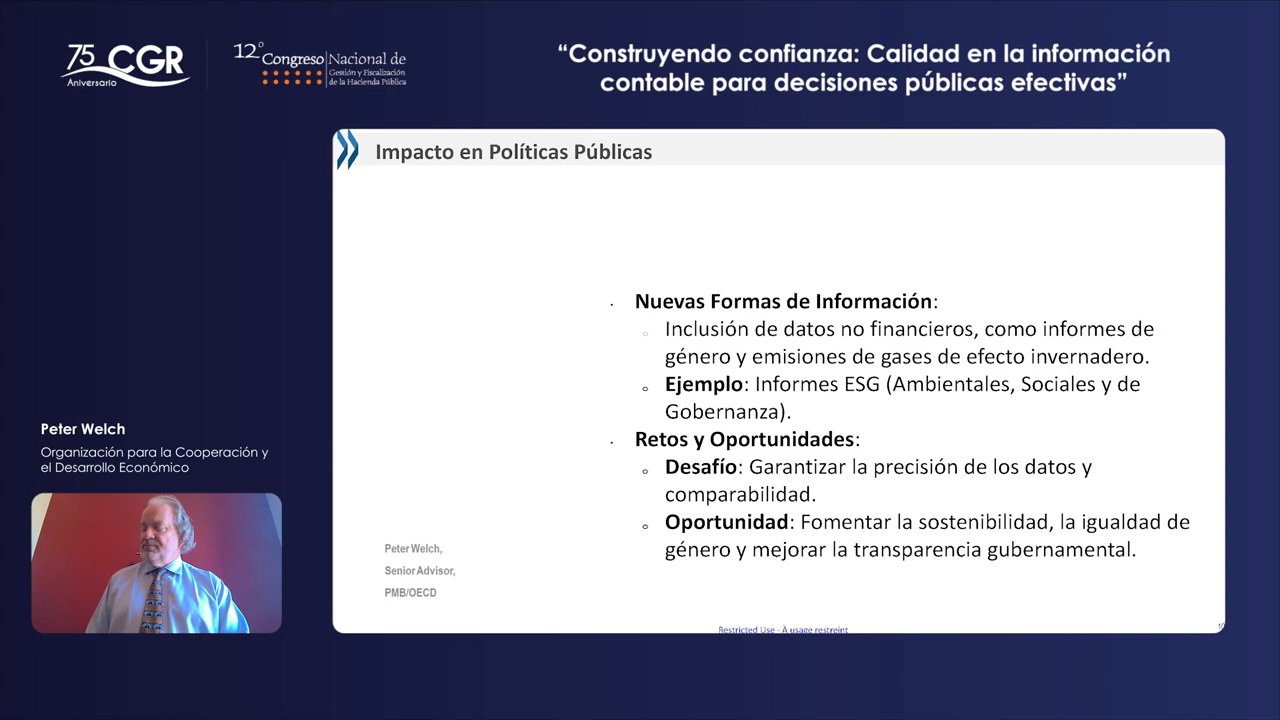 75 CGR
Aniversario
12° Congreso Nacional de
Gestión y Fiscalización
de la Hacienda Pública
“Construyendo confianza: Calidad en la información
contable para decisiones públicas efectivas”
Impacto en Políticas Públicas
Nuevas Formas de Información:
Inclusión de datos no financieros, como informes de
género y emisiones de gases de efecto invernadero.
Ejemplo: Informes ESG (Ambientales, Sociales y de
Gobernanza).
Retos y Oportunidades:
Desafío: Garantizar la precisión de los datos y
comparabilidad.
Oportunidad: Fomentar la sostenibilidad, la igualdad de
género y mejorar la transparencia gubernamental.
Peter Welch,
Senior Advisor,
PMB/OECD
Restricted Use - À usage restreint
Peter Welch
Organización para la Cooperación y
el Desarrollo Económico